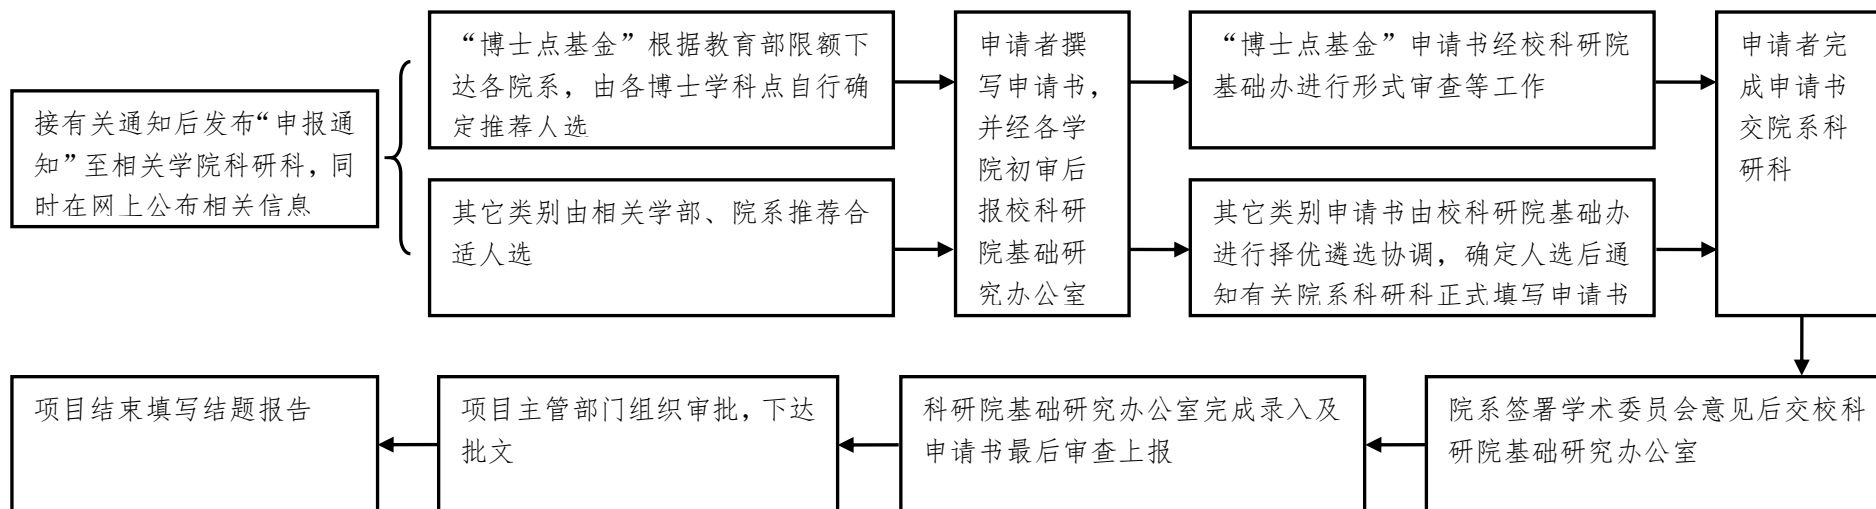 接有关通知后发布“申报通
知”至相关学院科研科，同
时在网上公布相关信息
“博士点基金”根据教育部限额下
达各院系，由各博士学科点自行确
定推荐人选
其它类别由相关学部、院系推荐合
适人选
申请者撰
写申请书，
并经各学
院初审后
报校科研
院基础研
究办公室
“博士点基金”申请书经校科研院
基础办进行形式审查等工作
其它类别申请书由校科研院基础办
进行择优遴选协调，确定人选后通
知有关院系科研科正式填写申请书
申请者完
成申请书
交院系科
研科
院系签署学术委员会意见后交校科
研院基础研究办公室
科研院基础研究办公室完成录入及
申请书最后审查上报
项目主管部门组织审批，下达
批文
项目结束填写结题报告